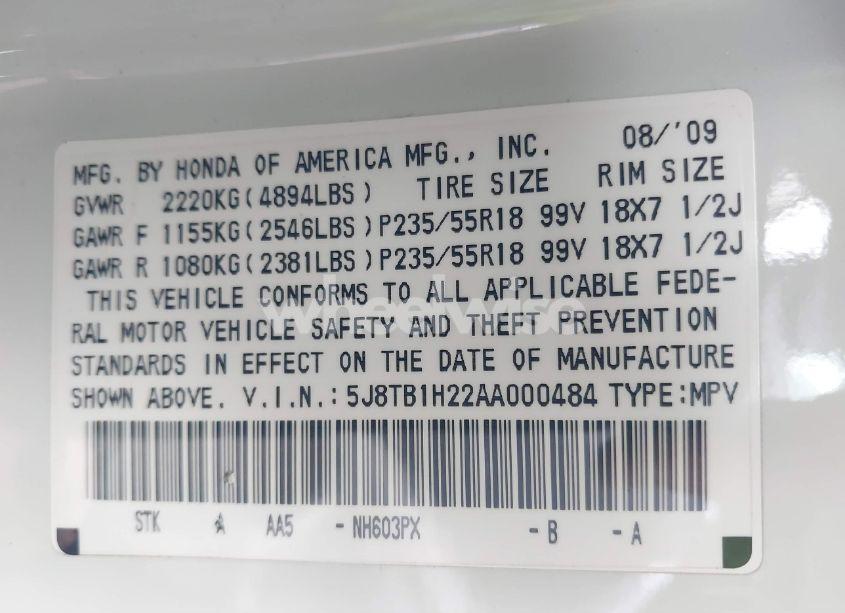 MFG. BY HONDA OF AMERICA MFG., INC. 08/'09
GVWR 2220KG(4894LBS) TIRE SIZE RIM SIZE
GAWR F 1155KG(2546LBS)P235/55R18 99V 18X7 1/2J
GAWR R 1080KG(2381LBS)P235/55R18 99V 18X7 1/2J
THIS VEHICLE CONFORMS TO ALL APPLICABLE FEDE-
RAL MOTOR VEHICLE SAFETY AND THEFT PREVENTION
STANDARDS IN EFFECT ON THE DATE OF MANUFACTURE
SHOWN ABOVE. V.I.N.:5J8TB1H22AA000484 TYPE:MPV
STK AA5 -NH603PX -B -A
wheelwise